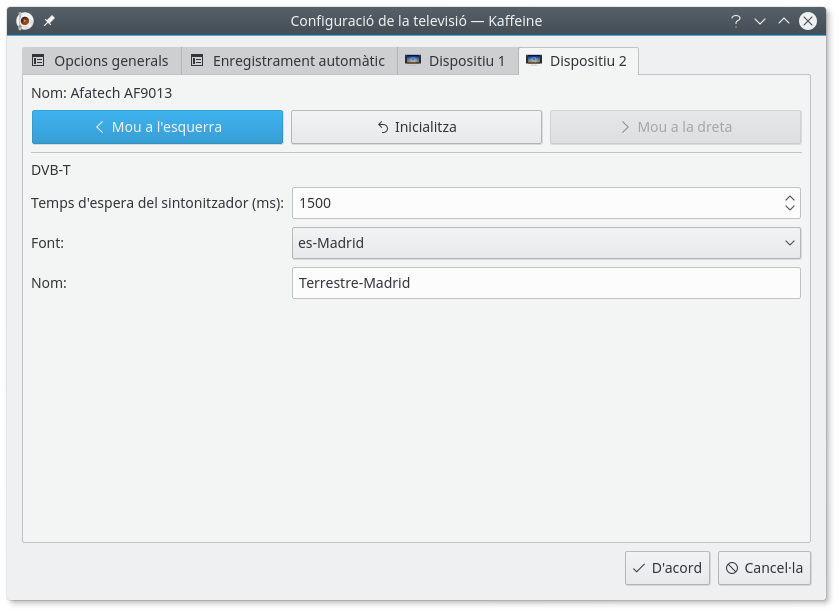 Configuració de la televisió — Kaffeine
Opcions generals
Enregistrament automàtic
Dispositiu 1
Dispositiu 2
Nom: Afatech AF9013
Mou a l'esquerra
Inicialitza
Mou a la dreta
DVB-T
Temps d'espera del sintonitzador (ms): 1500
Font: es-Madrid
Nom: Terrestre-Madrid
D'acord
Cancel·la